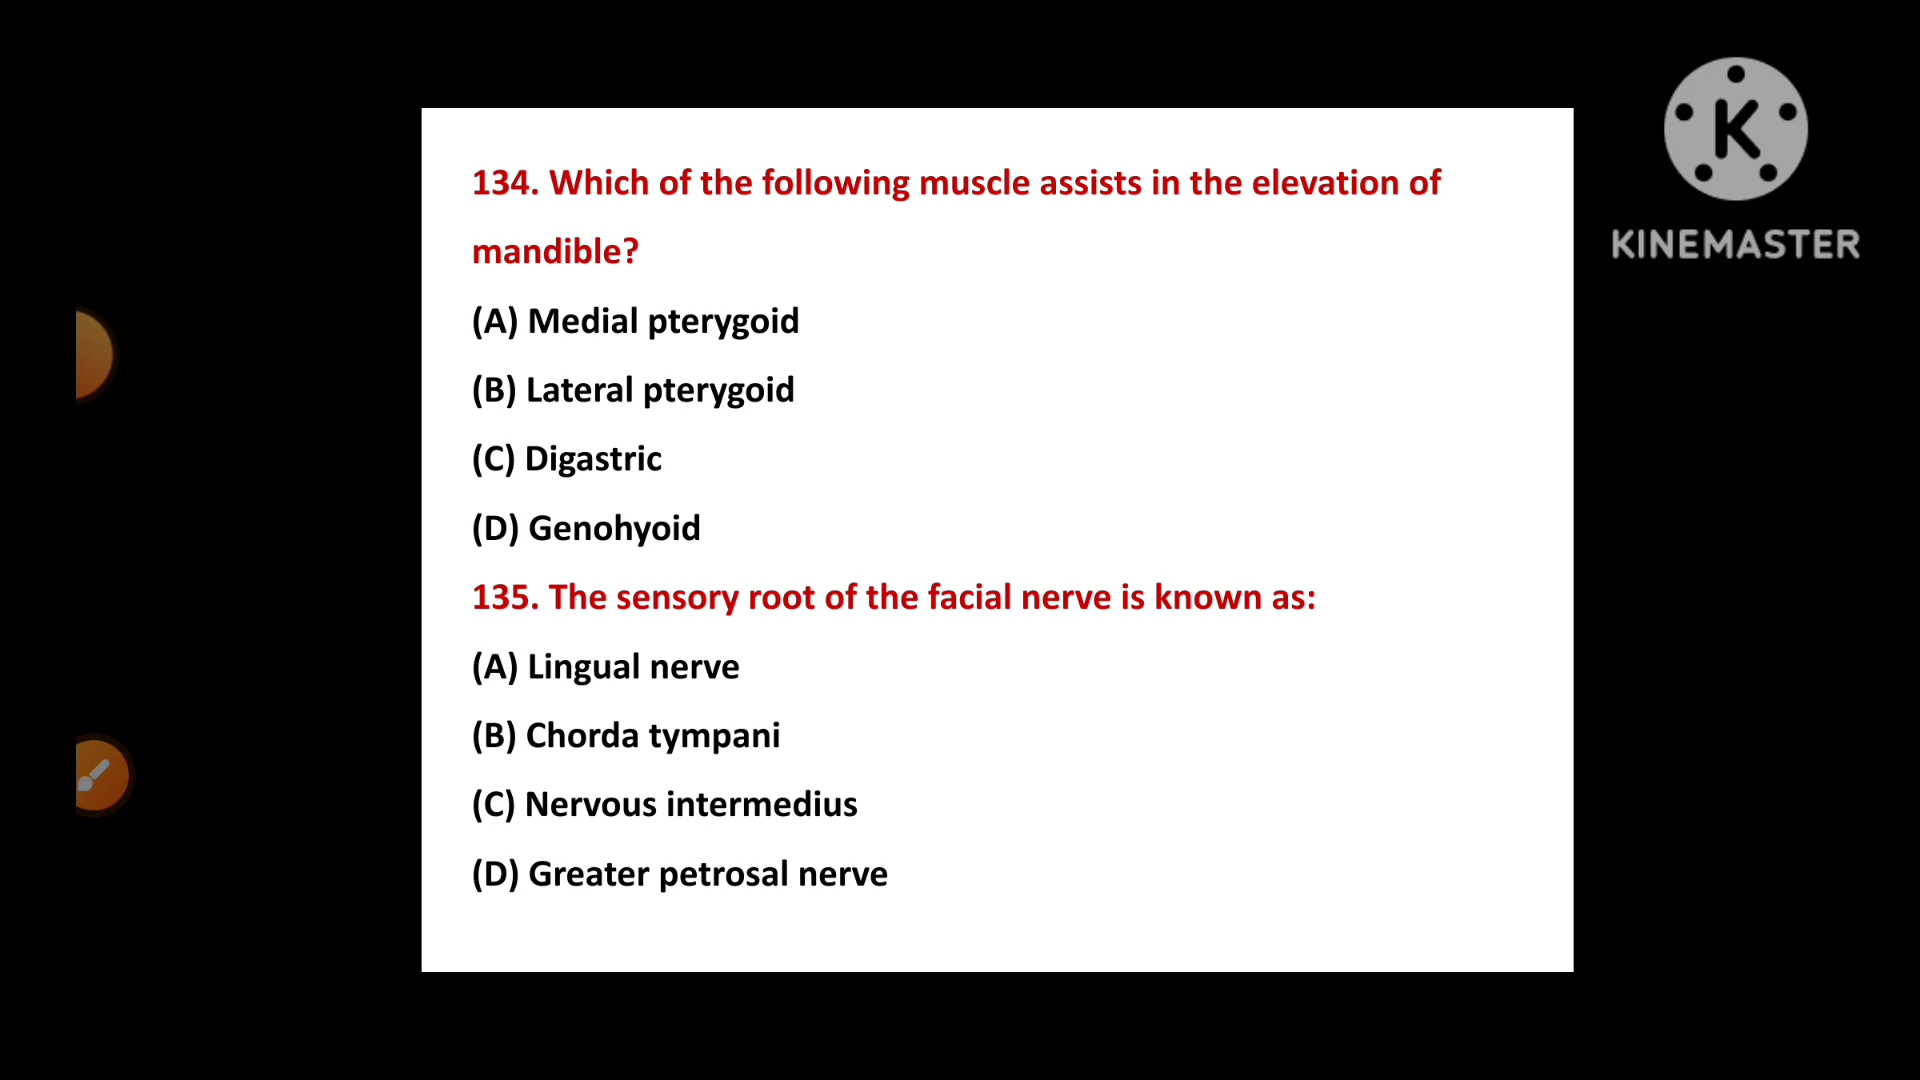 134. Which of the following muscle assists in the elevation of
mandible?
(A) Medial pterygoid
(B) Lateral pterygoid
(C) Digastric
(D) Genohyoid
135. The sensory root of the facial nerve is known as:
(A) Lingual nerve
(B) Chorda tympani
(C) Nervous intermedius
(D) Greater petrosal nerve
K
KINEMASTER